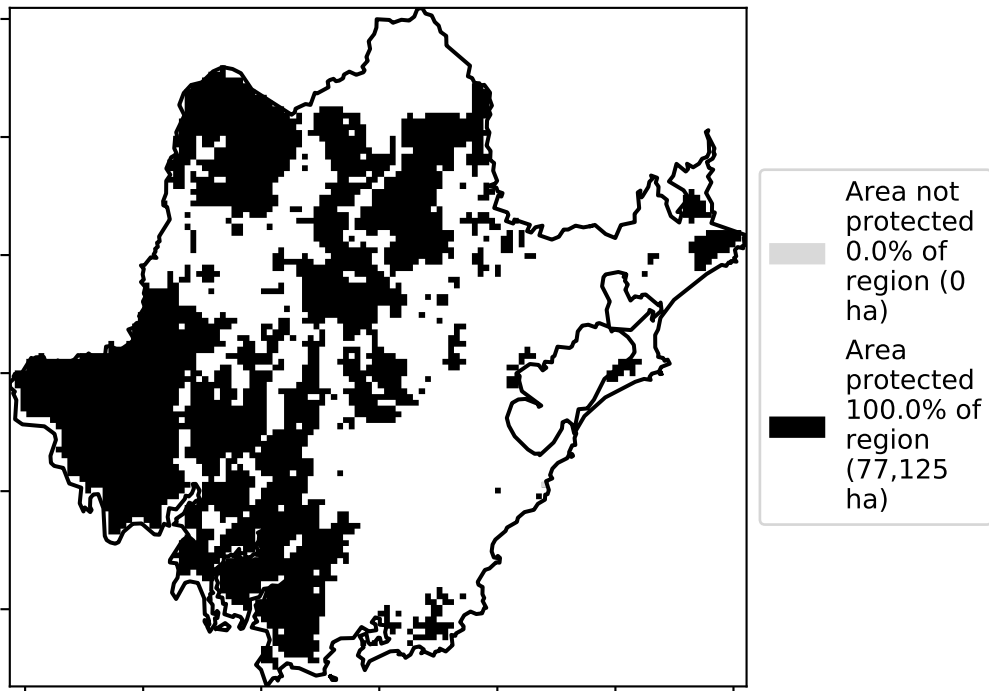 Area not
protected
0.0% of
region (0
ha)
Area
protected
100.0% of
region
(77,125
ha)